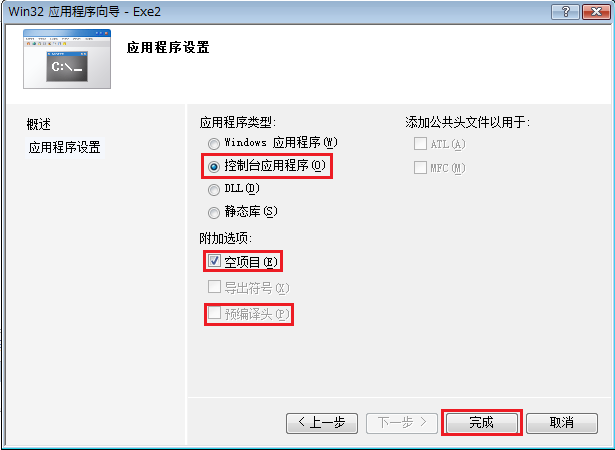 Win32 应用程序向导 - Exe2
C:\
应用程序设置
概述
应用程序设置
应用程序类型:
Windows 应用程序(W)
控制台应用程序(O)
DLL(D)
静态库(S)
附加选项:
空项目(E)
导出符号(X)
预编译头(P)
添加公共头文件以用于:
ATL(A)
MFC(M)
< 上一步
下一步 >
完成
取消